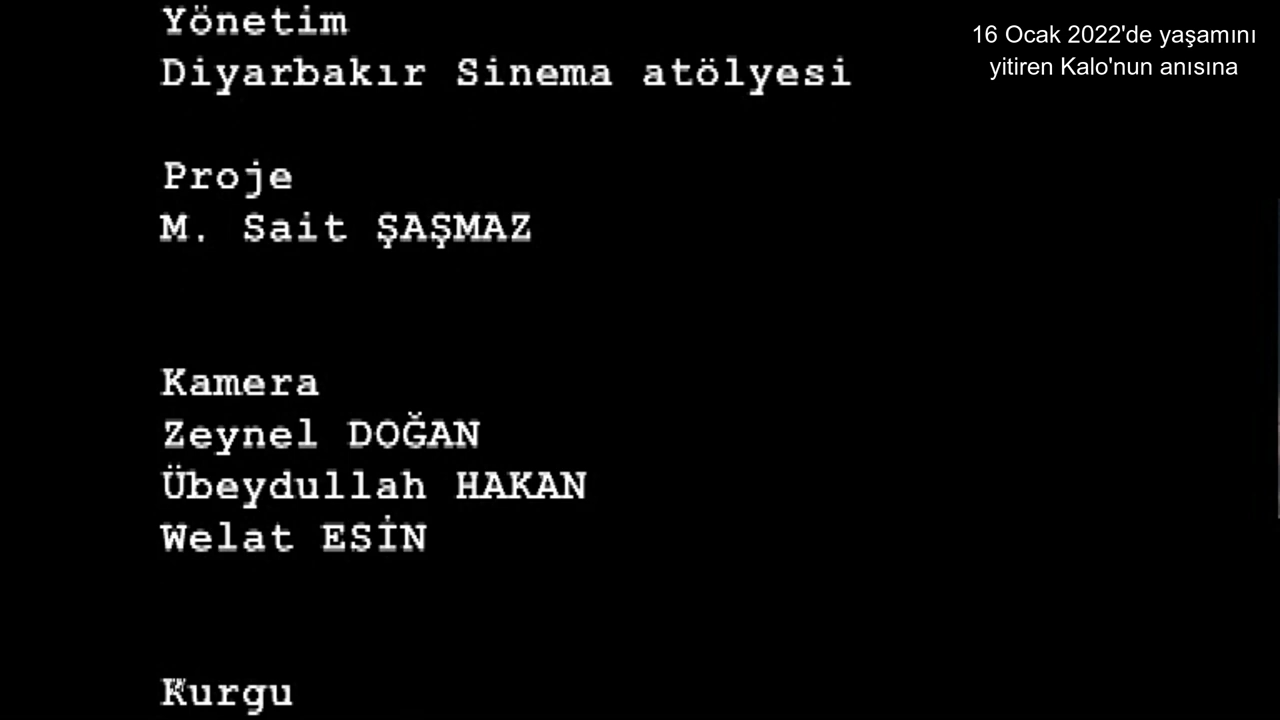 Yönetim
Diyarbakır Sinema atölyesi
Proje
M. Sait ŞAŞMAZ
Kamera
Zeynel DOĞAN
Übeydullah HAKAN
Welat ESİN
Kurgu
16 Ocak 2022'de yaşamını
yitiren Kalo'nun anısına